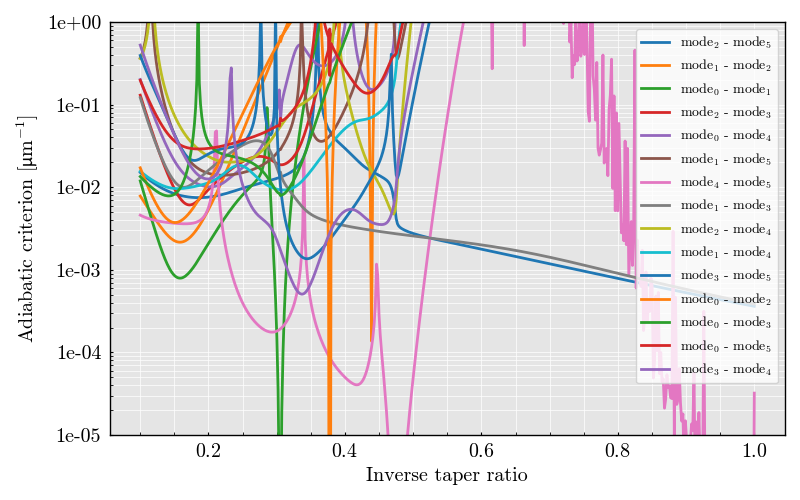 1e+00
1e-01
1e-02
1e-03
1e-04
1e-05
Adiabatic criterion [µm⁻¹]
0.2
0.4
0.6
0.8
1.0
Inverse taper ratio
mode₂ - mode₅
mode₁ - mode₂
mode₀ - mode₁
mode₂ - mode₃
mode₀ - mode₄
mode₁ - mode₅
mode₄ - mode₅
mode₁ - mode₃
mode₂ - mode₄
mode₁ - mode₄
mode₃ - mode₅
mode₀ - mode₂
mode₀ - mode₃
mode₀ - mode₅
mode₃ - mode₄